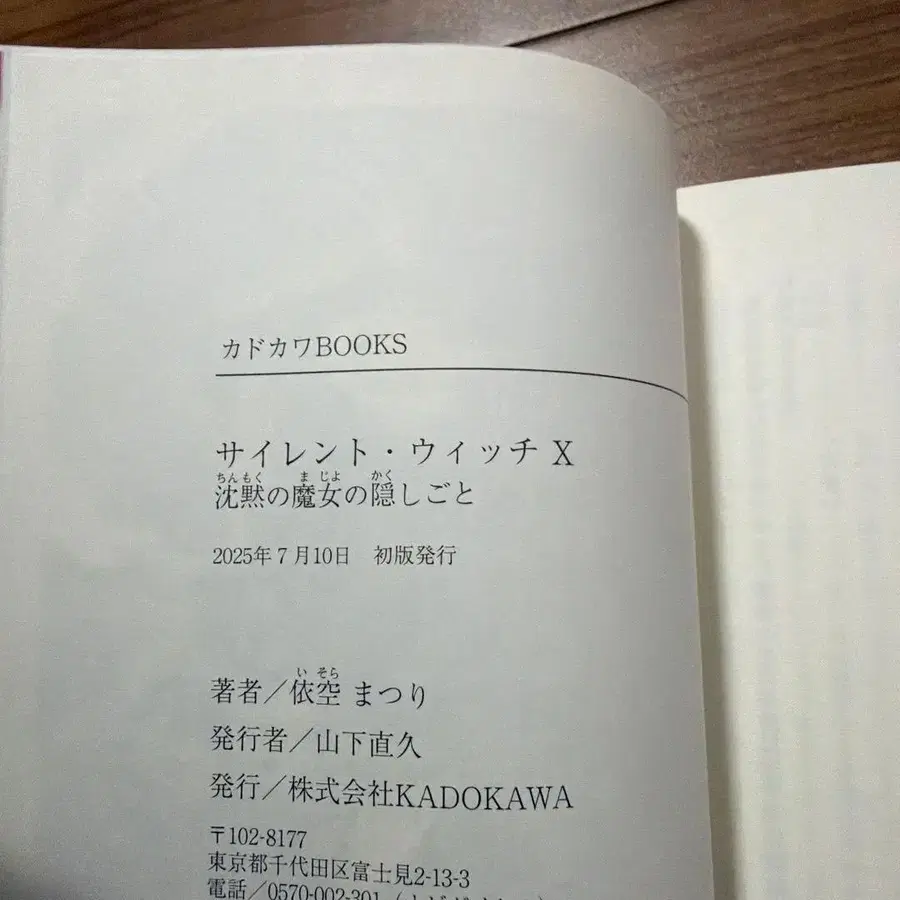 カドカワBOOKS
サイレント・ウィッチ X
ちんもく ま じょ かく
沈黙の魔女の隠しごと
2025年7月10日 初版発行
い そら
著者/依空 まつり
発行者/山下直久
発行/株式会社KADOKAWA
〒102-8177
東京都千代田区富士見2-13-3
電話/0570-002-301